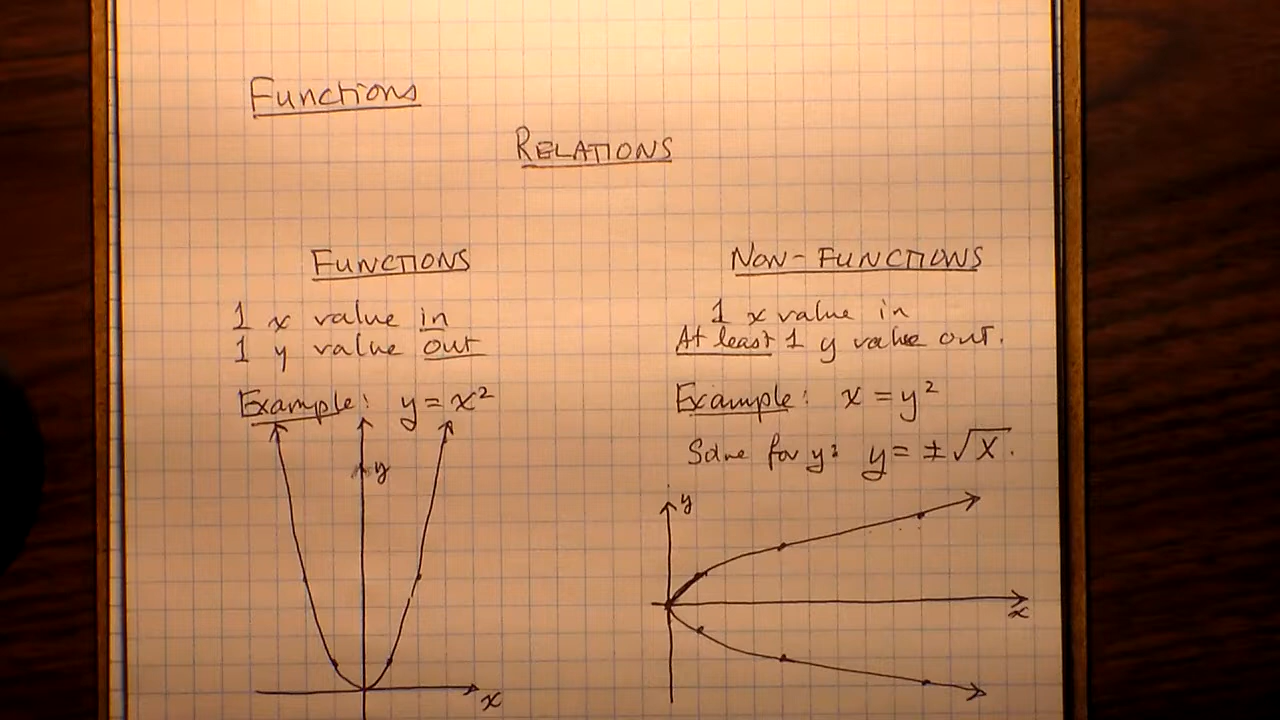 Functions
RELATIONS
FUNCTIONS
1 x value in
1 y value out
Example: y = x²
y
x
NON-FUNCTIONS
1 x value in
At least 1 y value out.
Example: x = y²
Solve for y: y = ± √x.
y
x